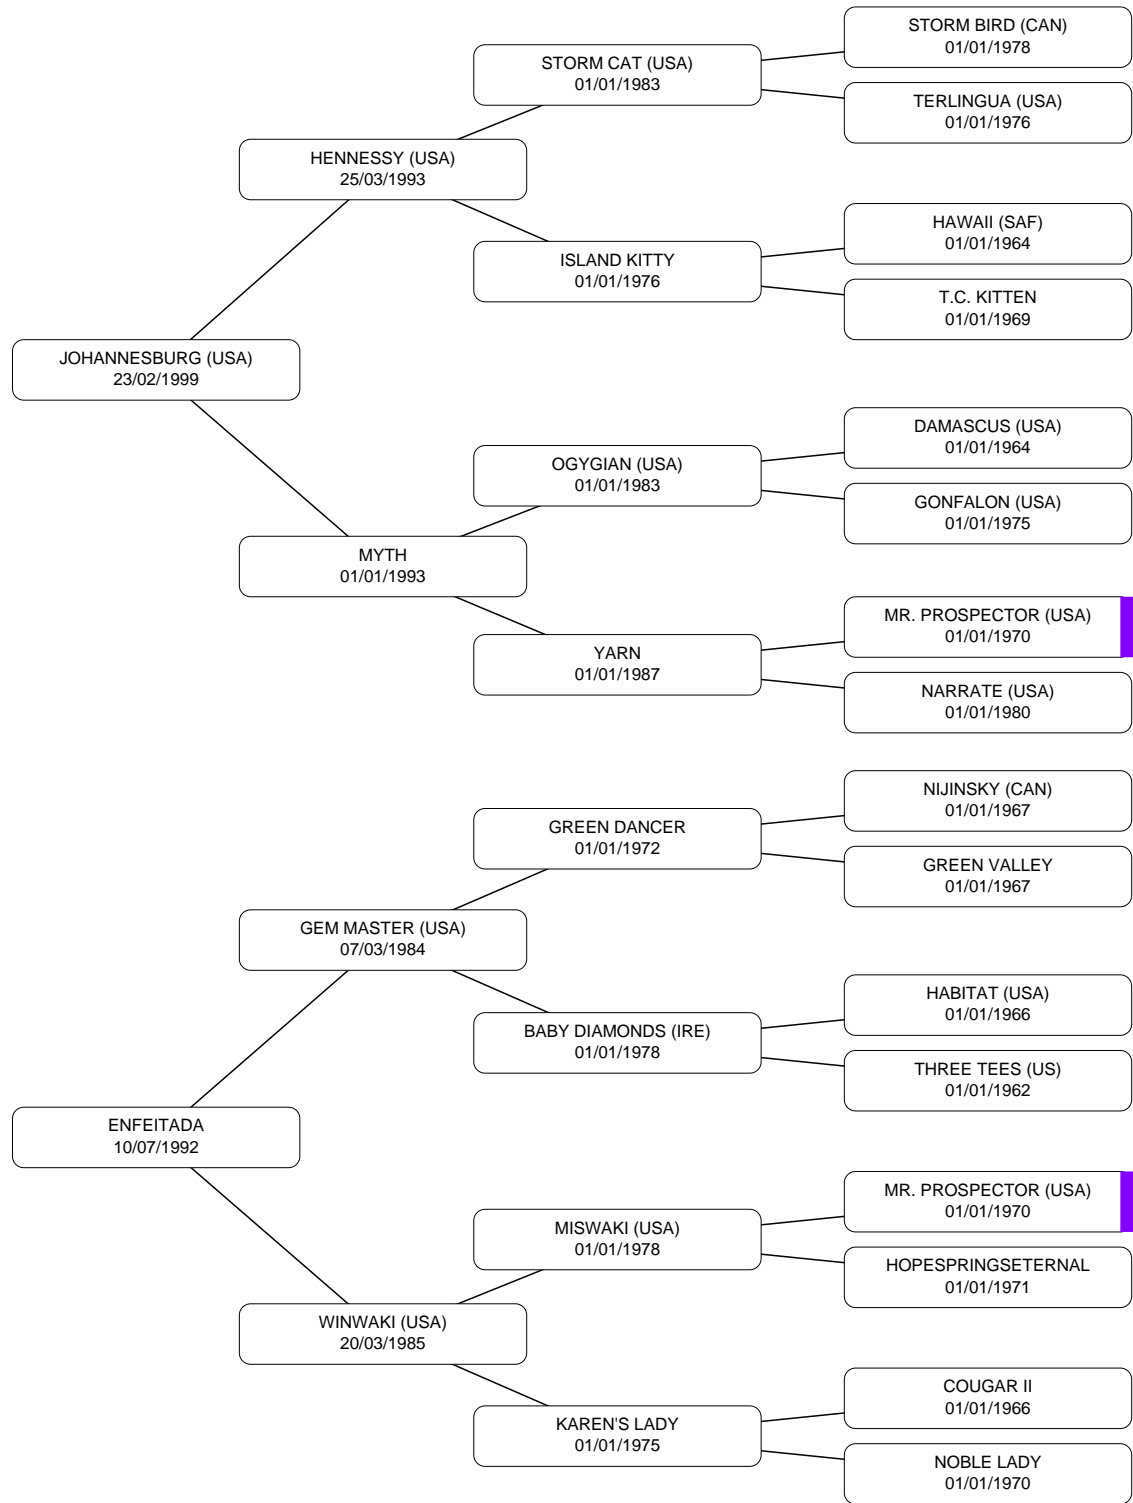 STORM BIRD (CAN)
01/01/1978
STORM CAT (USA)
01/01/1983
TERLINGUA (USA)
01/01/1976
HENNESSY (USA)
25/03/1993
HAWAII (SAF)
01/01/1964
ISLAND KITTY
01/01/1976
T.C. KITTEN
01/01/1969
JOHANNESBURG (USA)
23/02/1999
DAMASCUS (USA)
01/01/1964
OGYGIAN (USA)
01/01/1983
GONFALON (USA)
01/01/1975
MYTH
01/01/1993
MR. PROSPECTOR (USA)
01/01/1970
YARN
01/01/1987
NARRATE (USA)
01/01/1980
NIJINSKY (CAN)
01/01/1967
GREEN DANCER
01/01/1972
GREEN VALLEY
01/01/1967
GEM MASTER (USA)
07/03/1984
HABITAT (USA)
01/01/1966
BABY DIAMONDS (IRE)
01/01/1978
THREE TEES (US)
01/01/1962
ENFEITADA
10/07/1992
MR. PROSPECTOR (USA)
01/01/1970
MISWAKI (USA)
01/01/1978
HOPESPRINGSETERNAL
01/01/1971
WINWAKI (USA)
20/03/1985
COUGAR II
01/01/1966
KAREN'S LADY
01/01/1975
NOBLE LADY
01/01/1970